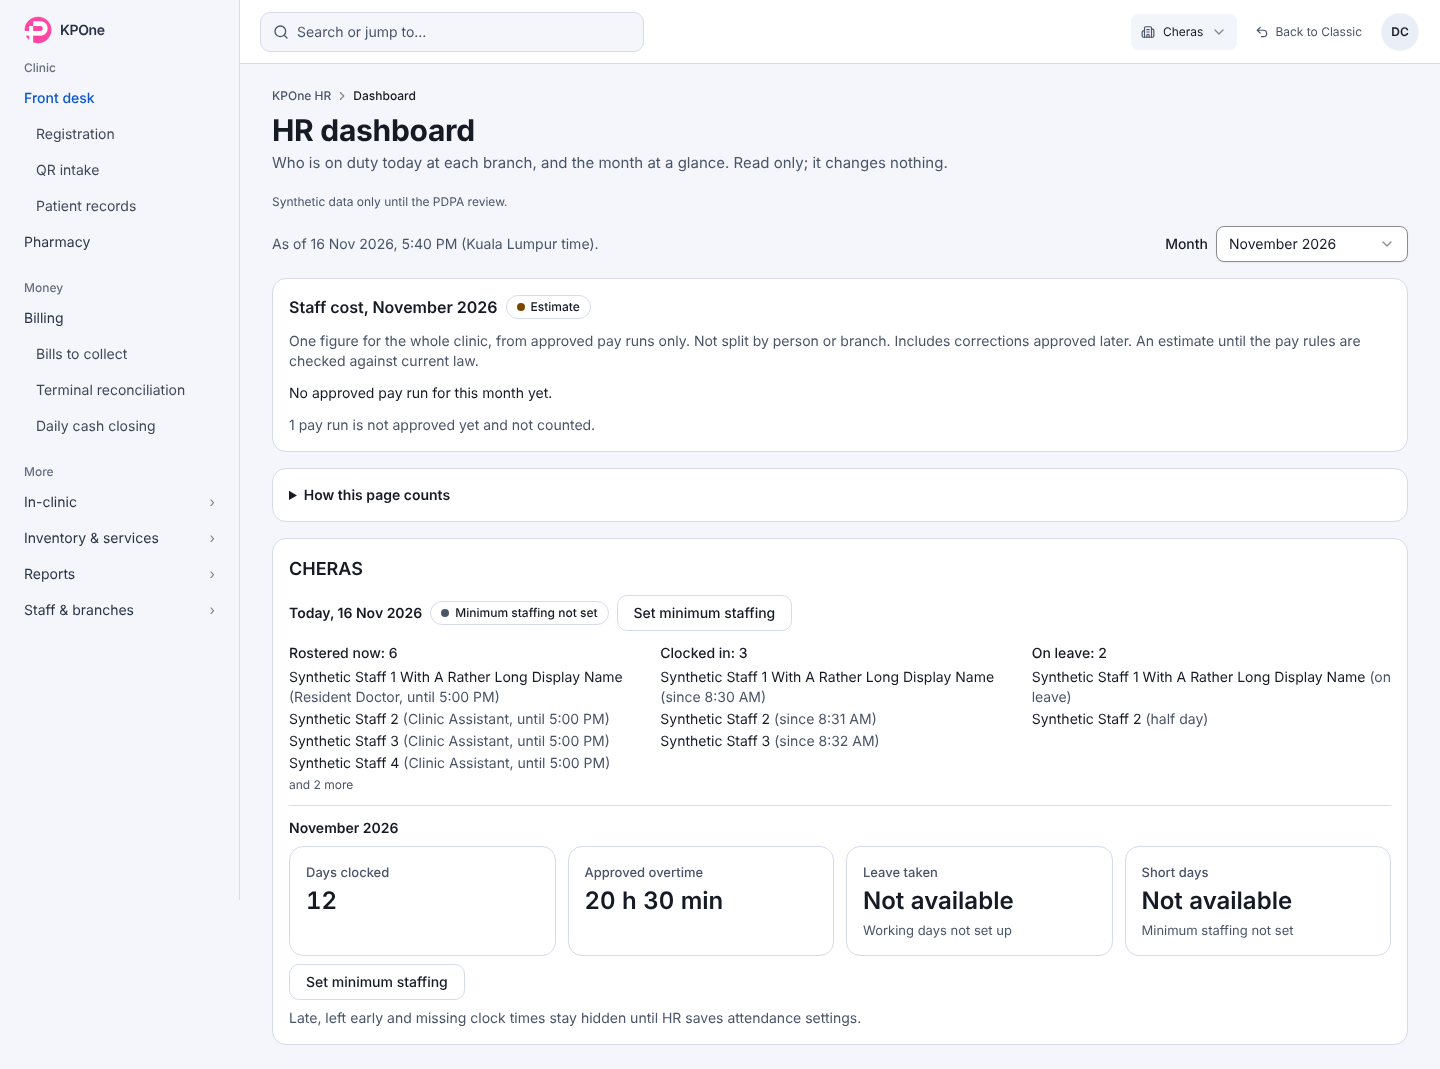 KPOne
Clinic
Front desk
Registration
QR intake
Patient records
Pharmacy
Money
Billing
Bills to collect
Terminal reconciliation
Daily cash closing
More
In-clinic
Inventory & services
Reports
Staff & branches
Search or jump to...
Cheras
Back to Classic
DC
KPOne HR > Dashboard
HR dashboard
Who is on duty today at each branch, and the month at a glance. Read only; it changes nothing.
Synthetic data only until the PDPA review.
As of 16 Nov 2026, 5:40 PM (Kuala Lumpur time).
Month
November 2026
Staff cost, November 2026
Estimate
One figure for the whole clinic, from approved pay runs only. Not split by person or branch. Includes corrections approved later. An estimate until the pay rules are
checked against current law.
No approved pay run for this month yet.
1 pay run is not approved yet and not counted.
How this page counts
CHERAS
Today, 16 Nov 2026
Minimum staffing not set
Set minimum staffing
Rostered now: 6
Synthetic Staff 1 With A Rather Long Display Name
(Resident Doctor, until 5:00 PM)
Synthetic Staff 2 (Clinic Assistant, until 5:00 PM)
Synthetic Staff 3 (Clinic Assistant, until 5:00 PM)
Synthetic Staff 4 (Clinic Assistant, until 5:00 PM)
and 2 more
Clocked in: 3
Synthetic Staff 1 With A Rather Long Display Name
(since 8:30 AM)
Synthetic Staff 2 (since 8:31 AM)
Synthetic Staff 3 (since 8:32 AM)
On leave: 2
Synthetic Staff 1 With A Rather Long Display Name (on
leave)
Synthetic Staff 2 (half day)
November 2026
Days clocked
12
Approved overtime
20 h 30 min
Leave taken
Not available
Working days not set up
Short days
Not available
Minimum staffing not set
Set minimum staffing
Late, left early and missing clock times stay hidden until HR saves attendance settings.